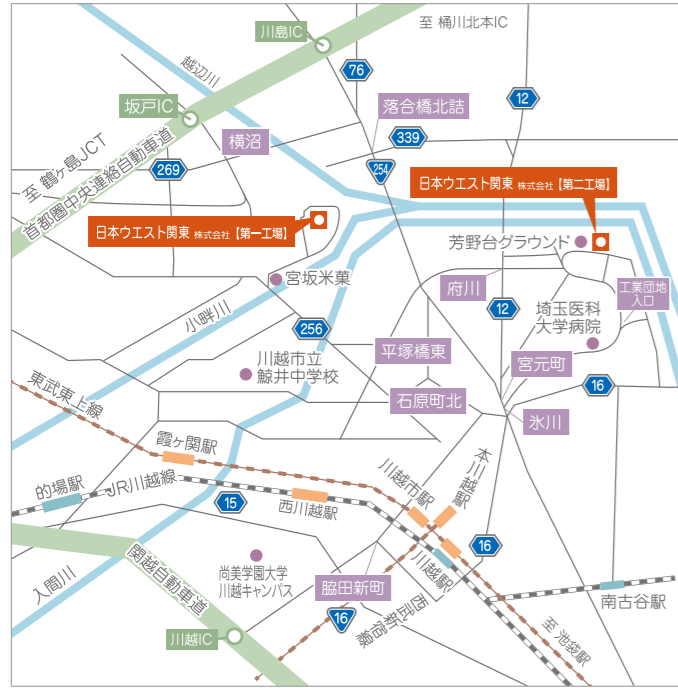 川島IC
至 桶川北本IC
越辺川
76
12
坂戸IC
落合橋北詰
横沼
339
254
269
至 鶴ヶ島JCT
首都圏中央連絡自動車道
日本ウエスト関東 株式会社【第二工場】
日本ウエスト関東 株式会社【第一工場】
芳野台グラウンド
宮坂米菓
府川
工業団地
入口
小畔川
256
12
埼玉医科
大学病院
平塚橋東
川越市立
鯨井中学校
宮元町
16
東武東上線
石原町北
氷川
霞ヶ関駅
本川越駅
川越市駅
的場駅
JR川越線
15
西川越駅
16
関越自動車道
尚美学園大学
川越キャンパス
川越駅
入間川
脇田新町
南古谷駅
16
西武新宿線
至 池袋駅
川越IC